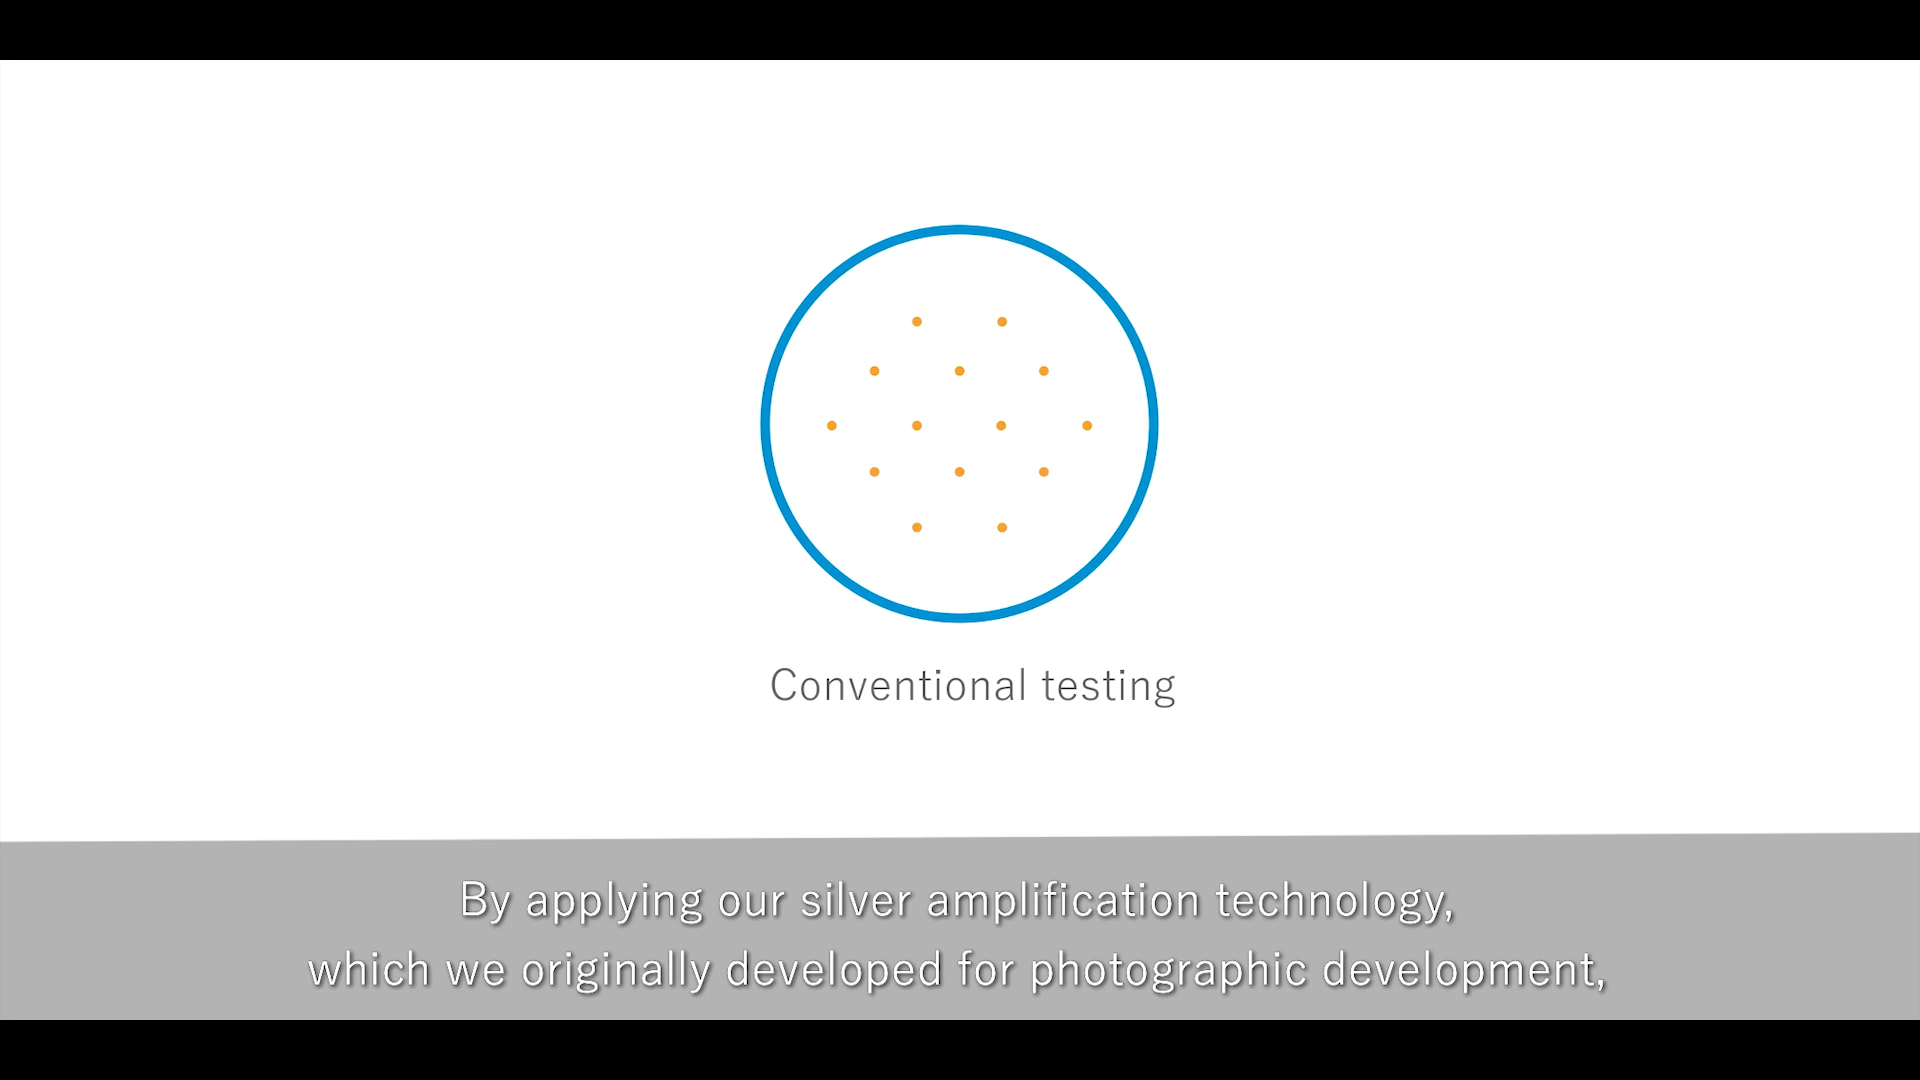 Conventional testing
By applying our silver amplification technology,
which we originally developed for photographic development,